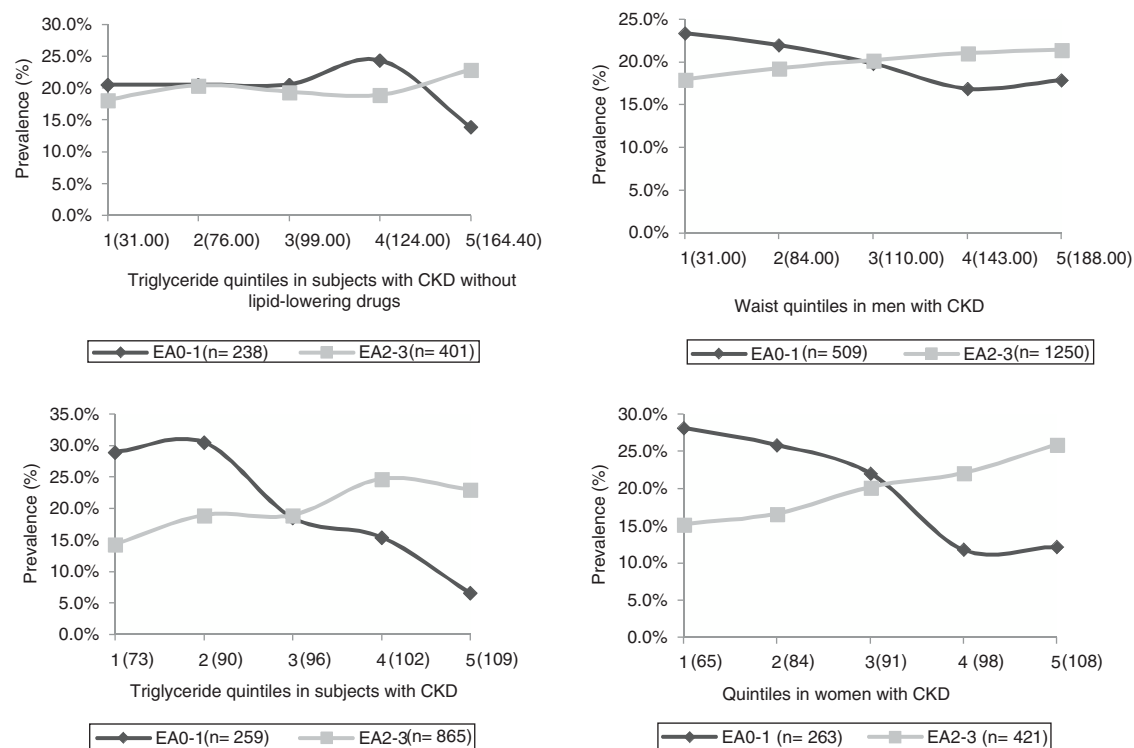 30.0%
25.0%
20.0%
15.0%
10.0%
5.0%
0.0%
Prevalence (%)
1(31.00) 2(76.00) 3(99.00) 4(124.00) 5(164.40)
Triglyceride quintiles in subjects with CKD without
lipid-lowering drugs
EA0-1(n= 238) EA2-3(n= 401)
25.0%
20.0%
15.0%
10.0%
5.0%
0.0%
Prevalence (%)
1(31.00) 2(84.00) 3(110.00) 4(143.00) 5(188.00)
Waist quintiles in men with CKD
EA0-1(n= 509) EA2-3(n= 1250)
35.0%
30.0%
25.0%
20.0%
15.0%
10.0%
5.0%
0.0%
Prevalence (%)
1(73) 2(90) 3(96) 4(102) 5(109)
Triglyceride quintiles in subjects with CKD
EA0-1(n= 259) EA2-3(n= 865)
30.0%
25.0%
20.0%
15.0%
10.0%
5.0%
0.0%
Prevalence (%)
1(65) 2(84) 3(91) 4(98) 5(108)
Quintiles in women with CKD
EA0-1 (n= 263) EA2-3 (n= 421)